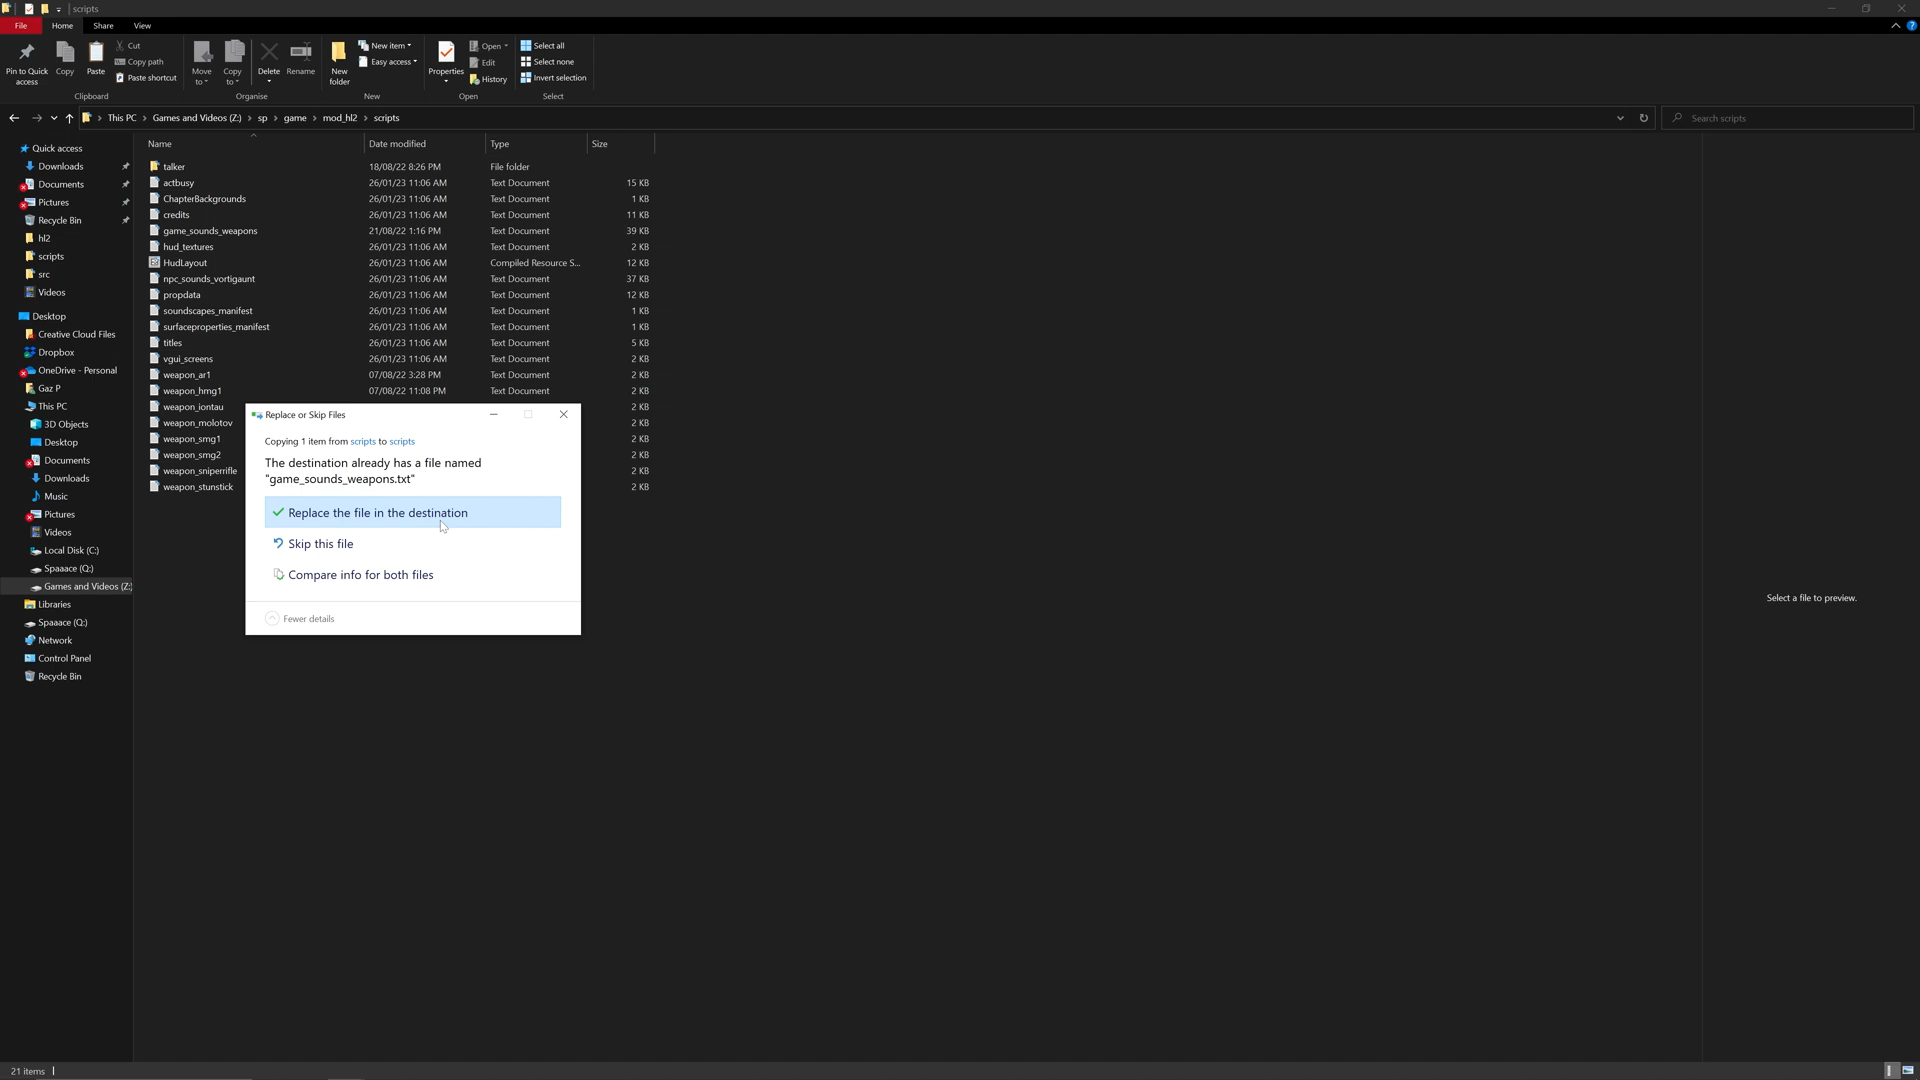 scripts
File Home Share View
Pin to Quick access
Copy
Paste
Cut
Copy path
Paste shortcut
Clipboard
Move to
Copy to
Delete
Rename
Organise
New folder
New item
Easy access
New
Properties
Open
Edit
History
Open
Select all
Select none
Invert selection
Select
This PC Games and Videos (Z:) sp game mod_hl2 scripts
Search scripts
Quick access
Downloads
Documents
Pictures
Recycle Bin
hl2
scripts
src
Videos
Desktop
Creative Cloud Files
Dropbox
OneDrive - Personal
Gaz P
This PC
3D Objects
Desktop
Documents
Downloads
Music
Pictures
Videos
Local Disk (C:)
Spaaace (Q:)
Games and Videos (Z:)
Libraries
Spaaace (Q:)
Network
Control Panel
Recycle Bin
Name Date modified Type Size
talker 18/08/22 8:26 PM File folder
actbusy 26/01/23 11:06 AM Text Document 15 KB
ChapterBackgrounds 26/01/23 11:06 AM Text Document 1 KB
credits 26/01/23 11:06 AM Text Document 11 KB
game_sounds_weapons 21/08/22 1:16 PM Text Document 39 KB
hud_textures 26/01/23 11:06 AM Text Document 2 KB
HudLayout 26/01/23 11:06 AM Compiled Resource S... 12 KB
npc_sounds_vortigaunt 26/01/23 11:06 AM Text Document 37 KB
propdata 26/01/23 11:06 AM Text Document 12 KB
soundscapes_manifest 26/01/23 11:06 AM Text Document 1 KB
surfaceproperties_manifest 26/01/23 11:06 AM Text Document 1 KB
titles 26/01/23 11:06 AM Text Document 5 KB
vgui_screens 26/01/23 11:06 AM Text Document 2 KB
weapon_ar1 07/08/22 3:28 PM Text Document 2 KB
weapon_hmg1 07/08/22 11:08 PM Text Document 2 KB
weapon_iontau 2 KB
weapon_molotov 2 KB
weapon_smg1 2 KB
weapon_smg2 2 KB
weapon_sniperrifle 2 KB
weapon_stunstick 2 KB
Replace or Skip Files
Copying 1 item from scripts to scripts
The destination already has a file named
"game_sounds_weapons.txt"
Replace the file in the destination
Skip this file
Compare info for both files
Fewer details
Select a file to preview.
21 items